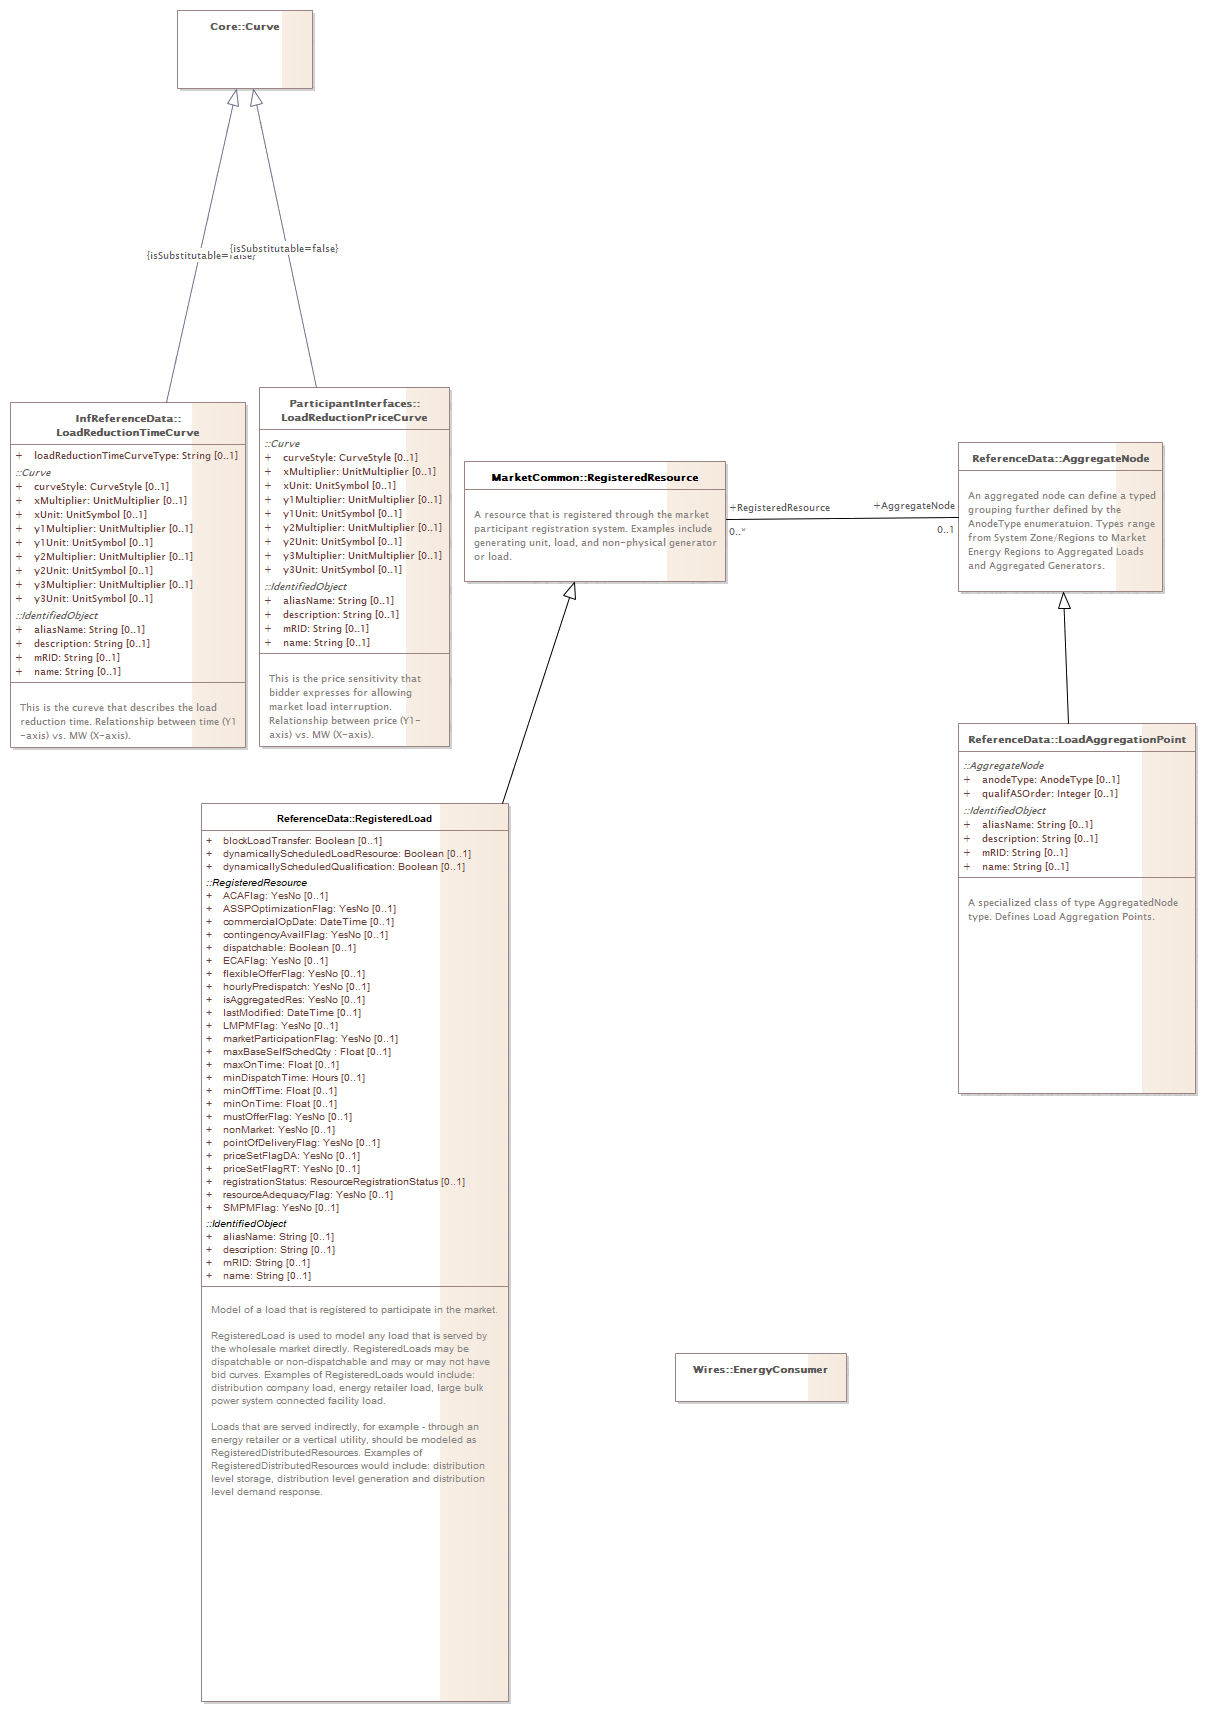 Core::Curve
{isSubstitutable=false}
{isSubstitutable=false}
InfReferenceData::
LoadReductionTimeCurve
+ loadReductionTimeCurveType: String [0..1]
::Curve
+ curveStyle: CurveStyle [0..1]
+ xMultiplier: UnitMultiplier [0..1]
+ xUnit: UnitSymbol [0..1]
+ y1Multiplier: UnitMultiplier [0..1]
+ y1Unit: UnitSymbol [0..1]
+ y2Multiplier: UnitMultiplier [0..1]
+ y2Unit: UnitSymbol [0..1]
+ y3Multiplier: UnitMultiplier [0..1]
+ y3Unit: UnitSymbol [0..1]
::IdentifiedObject
+ aliasName: String [0..1]
+ description: String [0..1]
+ mRID: String [0..1]
+ name: String [0..1]
This is the cureve that describes the load
reduction time. Relationship between time (Y1
-axis) vs. MW (X-axis).
ParticipantInterfaces::
LoadReductionPriceCurve
::Curve
+ curveStyle: CurveStyle [0..1]
+ xMultiplier: UnitMultiplier [0..1]
+ xUnit: UnitSymbol [0..1]
+ y1Multiplier: UnitMultiplier [0..1]
+ y1Unit: UnitSymbol [0..1]
+ y2Multiplier: UnitMultiplier [0..1]
+ y2Unit: UnitSymbol [0..1]
+ y3Multiplier: UnitMultiplier [0..1]
+ y3Unit: UnitSymbol [0..1]
::IdentifiedObject
+ aliasName: String [0..1]
+ description: String [0..1]
+ mRID: String [0..1]
+ name: String [0..1]
This is the price sensitivity that
bidder expresses for allowing
market load interruption.
Relationship between price (Y1-
axis) vs. MW (X-axis).
MarketCommon::RegisteredResource
A resource that is registered through the market
participant registration system. Examples include
generating unit, load, and non-physical generator
or load.
+RegisteredResource
0..*
+AggregateNode
0..1
ReferenceData::AggregateNode
An aggregated node can define a typed
grouping further defined by the
AnodeType enumeratuion. Types range
from System Zone/Regions to Market
Energy Regions to Aggregated Loads
and Aggregated Generators.
ReferenceData::LoadAggregationPoint
::AggregateNode
+ anodeType: AnodeType [0..1]
+ qualifASOrder: Integer [0..1]
::IdentifiedObject
+ aliasName: String [0..1]
+ description: String [0..1]
+ mRID: String [0..1]
+ name: String [0..1]
A specialized class of type AggregatedNode
type. Defines Load Aggregation Points.
ReferenceData::RegisteredLoad
+ blockLoadTransfer: Boolean [0..1]
+ dynamicallyScheduledLoadResource: Boolean [0..1]
+ dynamicallyScheduledQualification: Boolean [0..1]
::RegisteredResource
+ ACAFlag: YesNo [0..1]
+ ASSPOptimizationFlag: YesNo [0..1]
+ commercialOpDate: DateTime [0..1]
+ contingencyAvailFlag: YesNo [0..1]
+ dispatchable: Boolean [0..1]
+ ECAFlag: YesNo [0..1]
+ flexibleOfferFlag: YesNo [0..1]
+ hourlyPredispatch: YesNo [0..1]
+ isAggregatedRes: YesNo [0..1]
+ lastModified: DateTime [0..1]
+ LMPMFlag: YesNo [0..1]
+ marketParticipationFlag: YesNo [0..1]
+ maxBaseSelfSchedQty : Float [0..1]
+ maxOnTime: Float [0..1]
+ minDispatchTime: Hours [0..1]
+ minOffTime: Float [0..1]
+ minOnTime: Float [0..1]
+ mustOfferFlag: YesNo [0..1]
+ nonMarket: YesNo [0..1]
+ pointOfDeliveryFlag: YesNo [0..1]
+ priceSetFlagDA: YesNo [0..1]
+ priceSetFlagRT: YesNo [0..1]
+ registrationStatus: ResourceRegistrationStatus [0..1]
+ resourceAdequacyFlag: YesNo [0..1]
+ SMPMFlag: YesNo [0..1]
::IdentifiedObject
+ aliasName: String [0..1]
+ description: String [0..1]
+ mRID: String [0..1]
+ name: String [0..1]
Model of a load that is registered to participate in the market.
RegisteredLoad is used to model any load that is served by
the wholesale market directly. RegisteredLoads may be
dispatchable or non-dispatchable and may or may not have
bid curves. Examples of RegisteredLoads would include:
distribution company load, energy retailer load, large bulk
power system connected facility load.
Loads that are served indirectly, for example - through an
energy retailer or a vertical utility, should be modeled as
RegisteredDistributedResources. Examples of
RegisteredDistributedResources would include: distribution
level storage, distribution level generation and distribution
level demand response.
Wires::EnergyConsumer